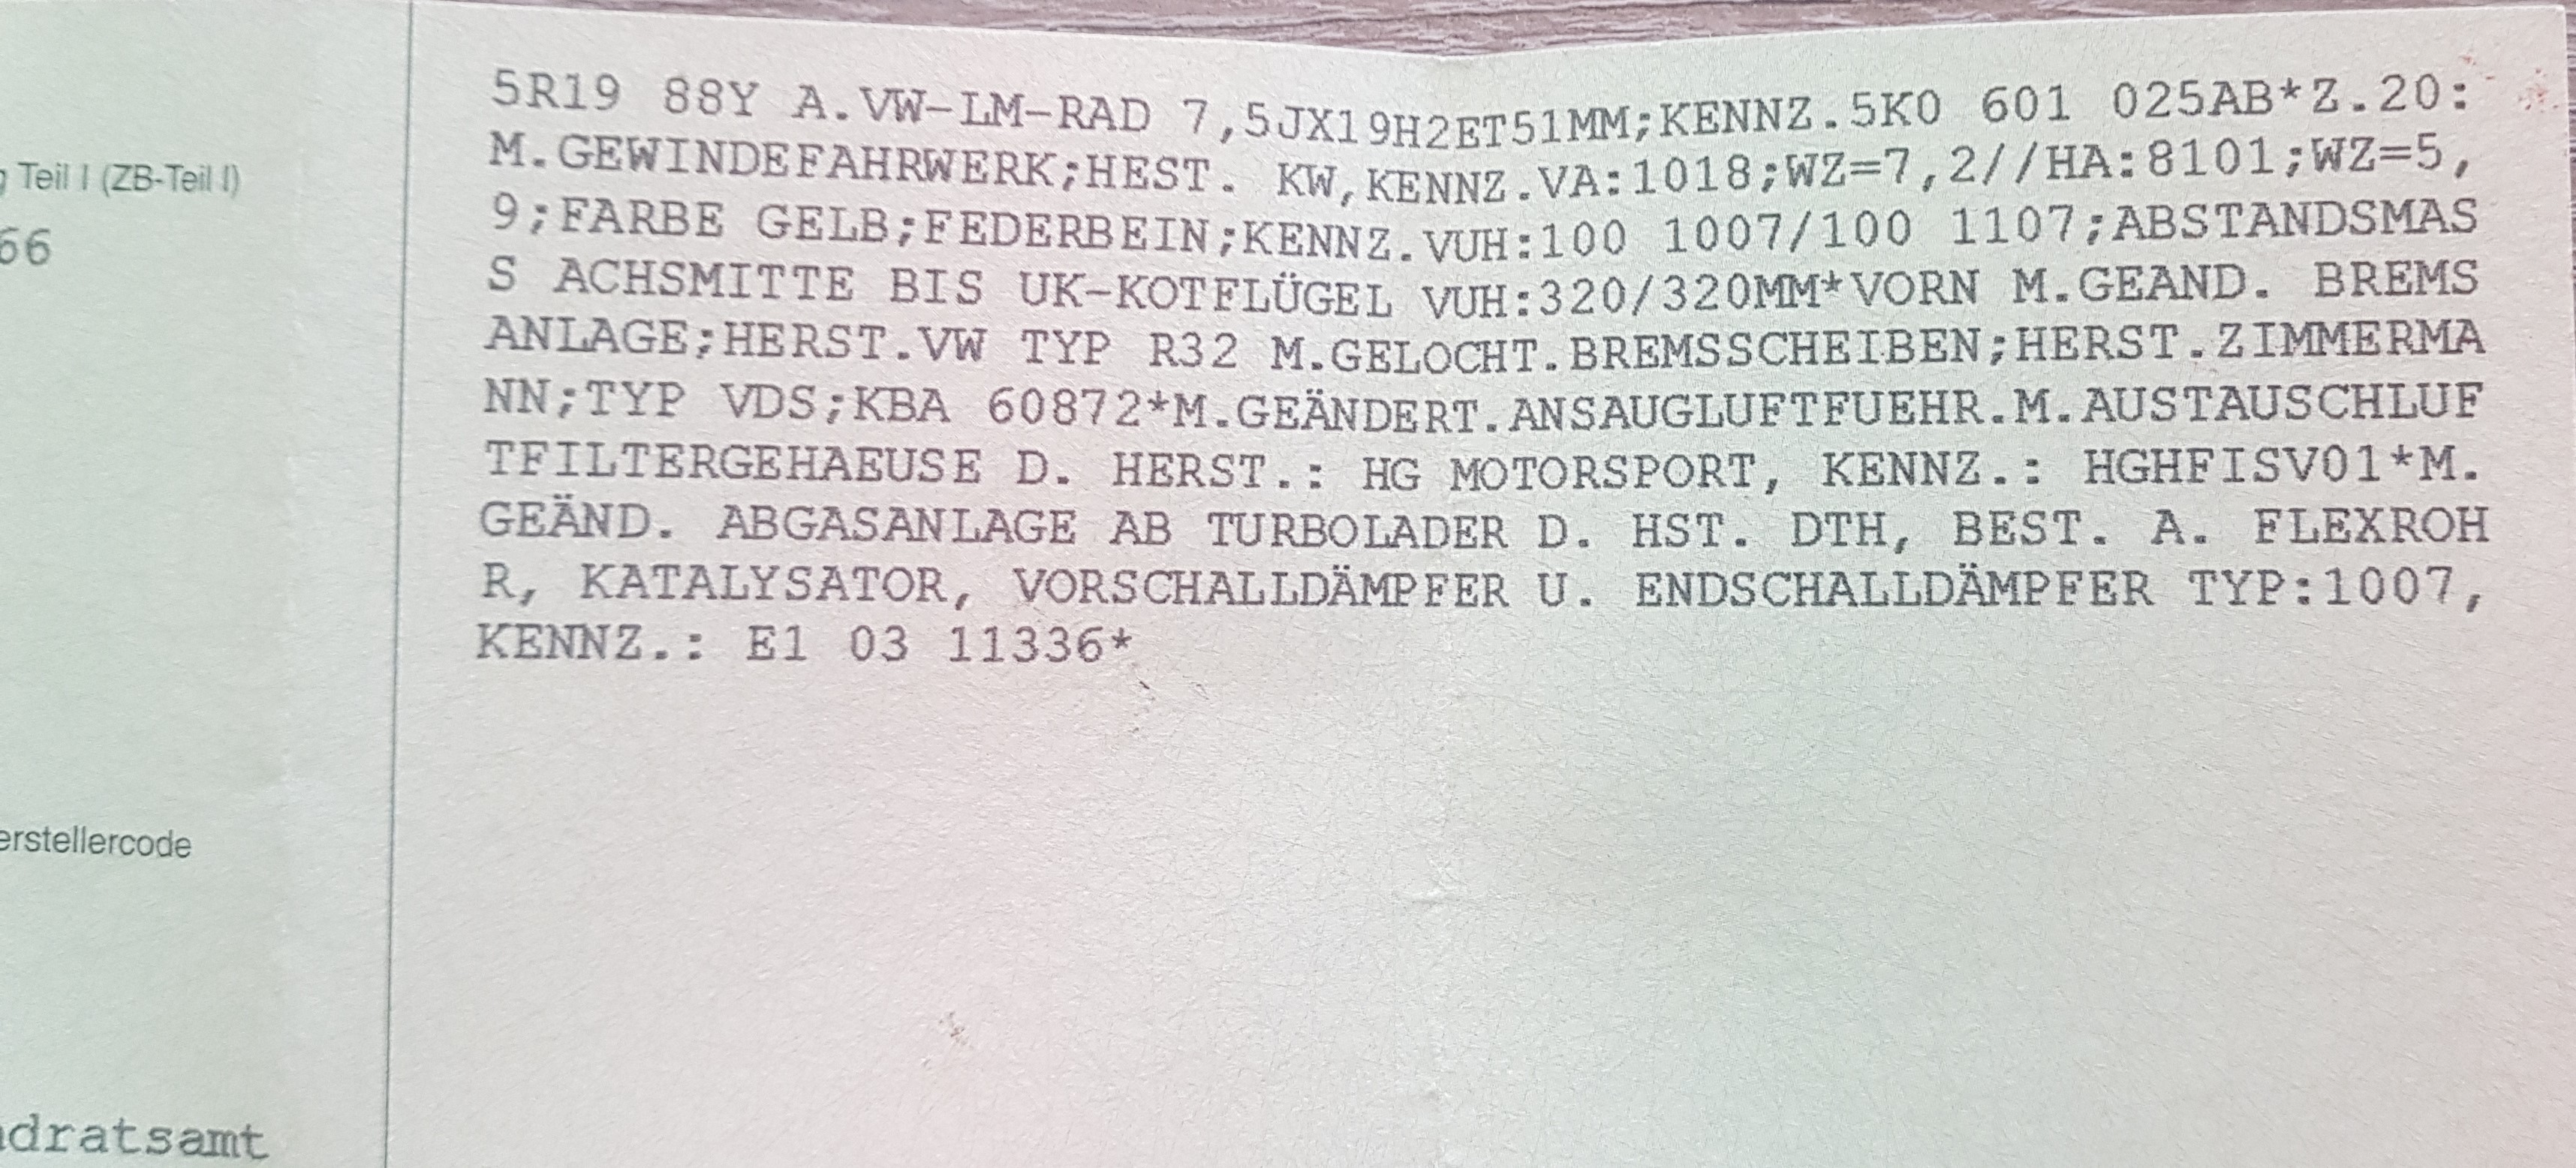 5R19 88Y A.VW-LM-RAD 7,5JX19H2ET51MM;KENNZ.5K0 601 025AB*Z.20:
M.GEWINDEFAHRWERK;HEST. KW,KENNZ.VA:1018;WZ=7,2//HA:8101;WZ=5,
9;FARBE GELB;FEDERBEIN;KENNZ.VUH:100 1007/100 1107;ABSTANDSMAS
S ACHSMITTE BIS UK-KOTFLÜGEL VUH:320/320MM*VORN M.GEAND. BREMS
ANLAGE;HERST.VW TYP R32 M.GELOCHT.BREMSSCHEIBEN;HERST.ZIMMERMA
NN;TYP VDS;KBA 60872*M.GEÄNDERT.ANSAUGLUFTFUEHR.M.AUSTAUSCHLUF
TFILTERGEHAEUSE D. HERST.: HG MOTORSPORT, KENNZ.: HGHFISV01*M.
GEÄND. ABGASANLAGE AB TURBOLADER D. HST. DTH, BEST. A. FLEXROH
R, KATALYSATOR, VORSCHALLDÄMPFER U. ENDSCHALLDÄMPFER TYP:1007,
KENNZ.: E1 03 11336*
Teil I (ZB-Teil I)
66
erstellercode
dratsamt